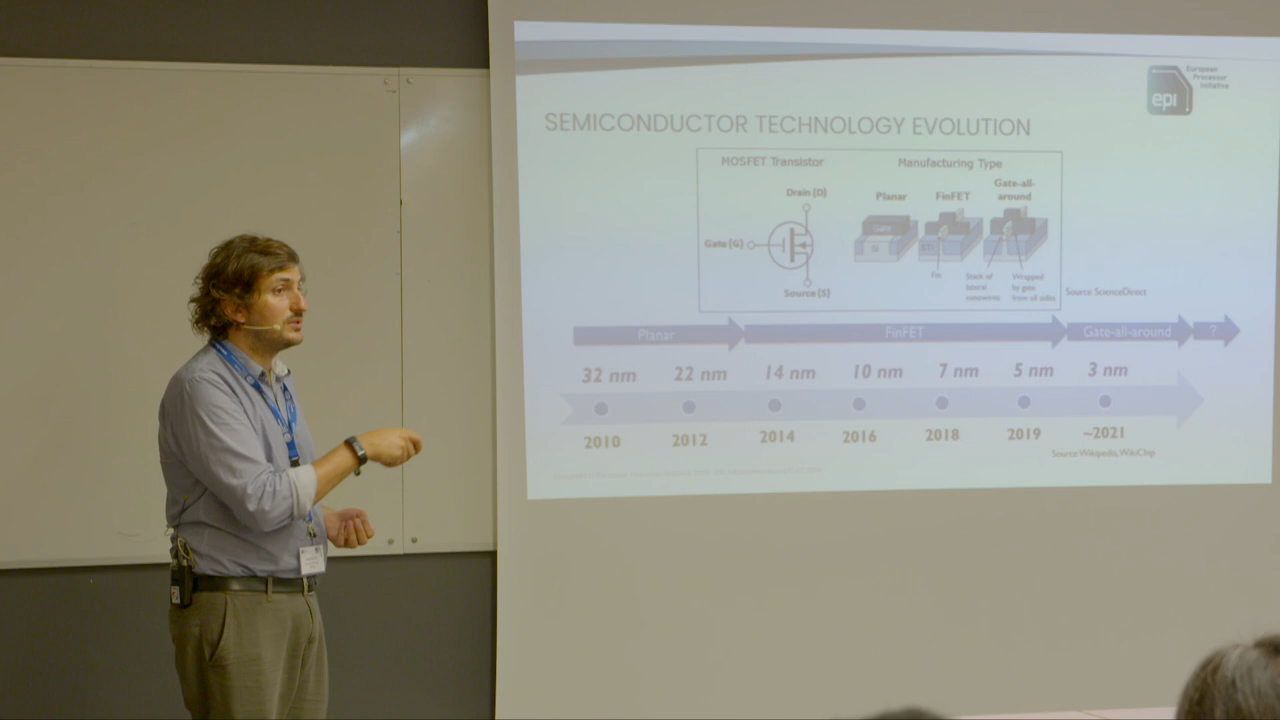 European
Processor
Initiative
epi
SEMICONDUCTOR TECHNOLOGY EVOLUTION
MOSFET Transistor
Manufacturing Type
Drain (D)
Gate (G)
Source (S)
Planar
FinFET
Gate-all-
around
Gate
Si
Fin
Stack of
lateral
nanowires
Wrapped
by gate
from all sides
Source ScienceDirect
Planar
FinFET
Gate-all-around
?
32 nm 22 nm 14 nm 10 nm 7 nm 5 nm 3 nm
2010 2012 2014 2016 2018 2019 ~2021
Source: Wikipedia, WikiChip